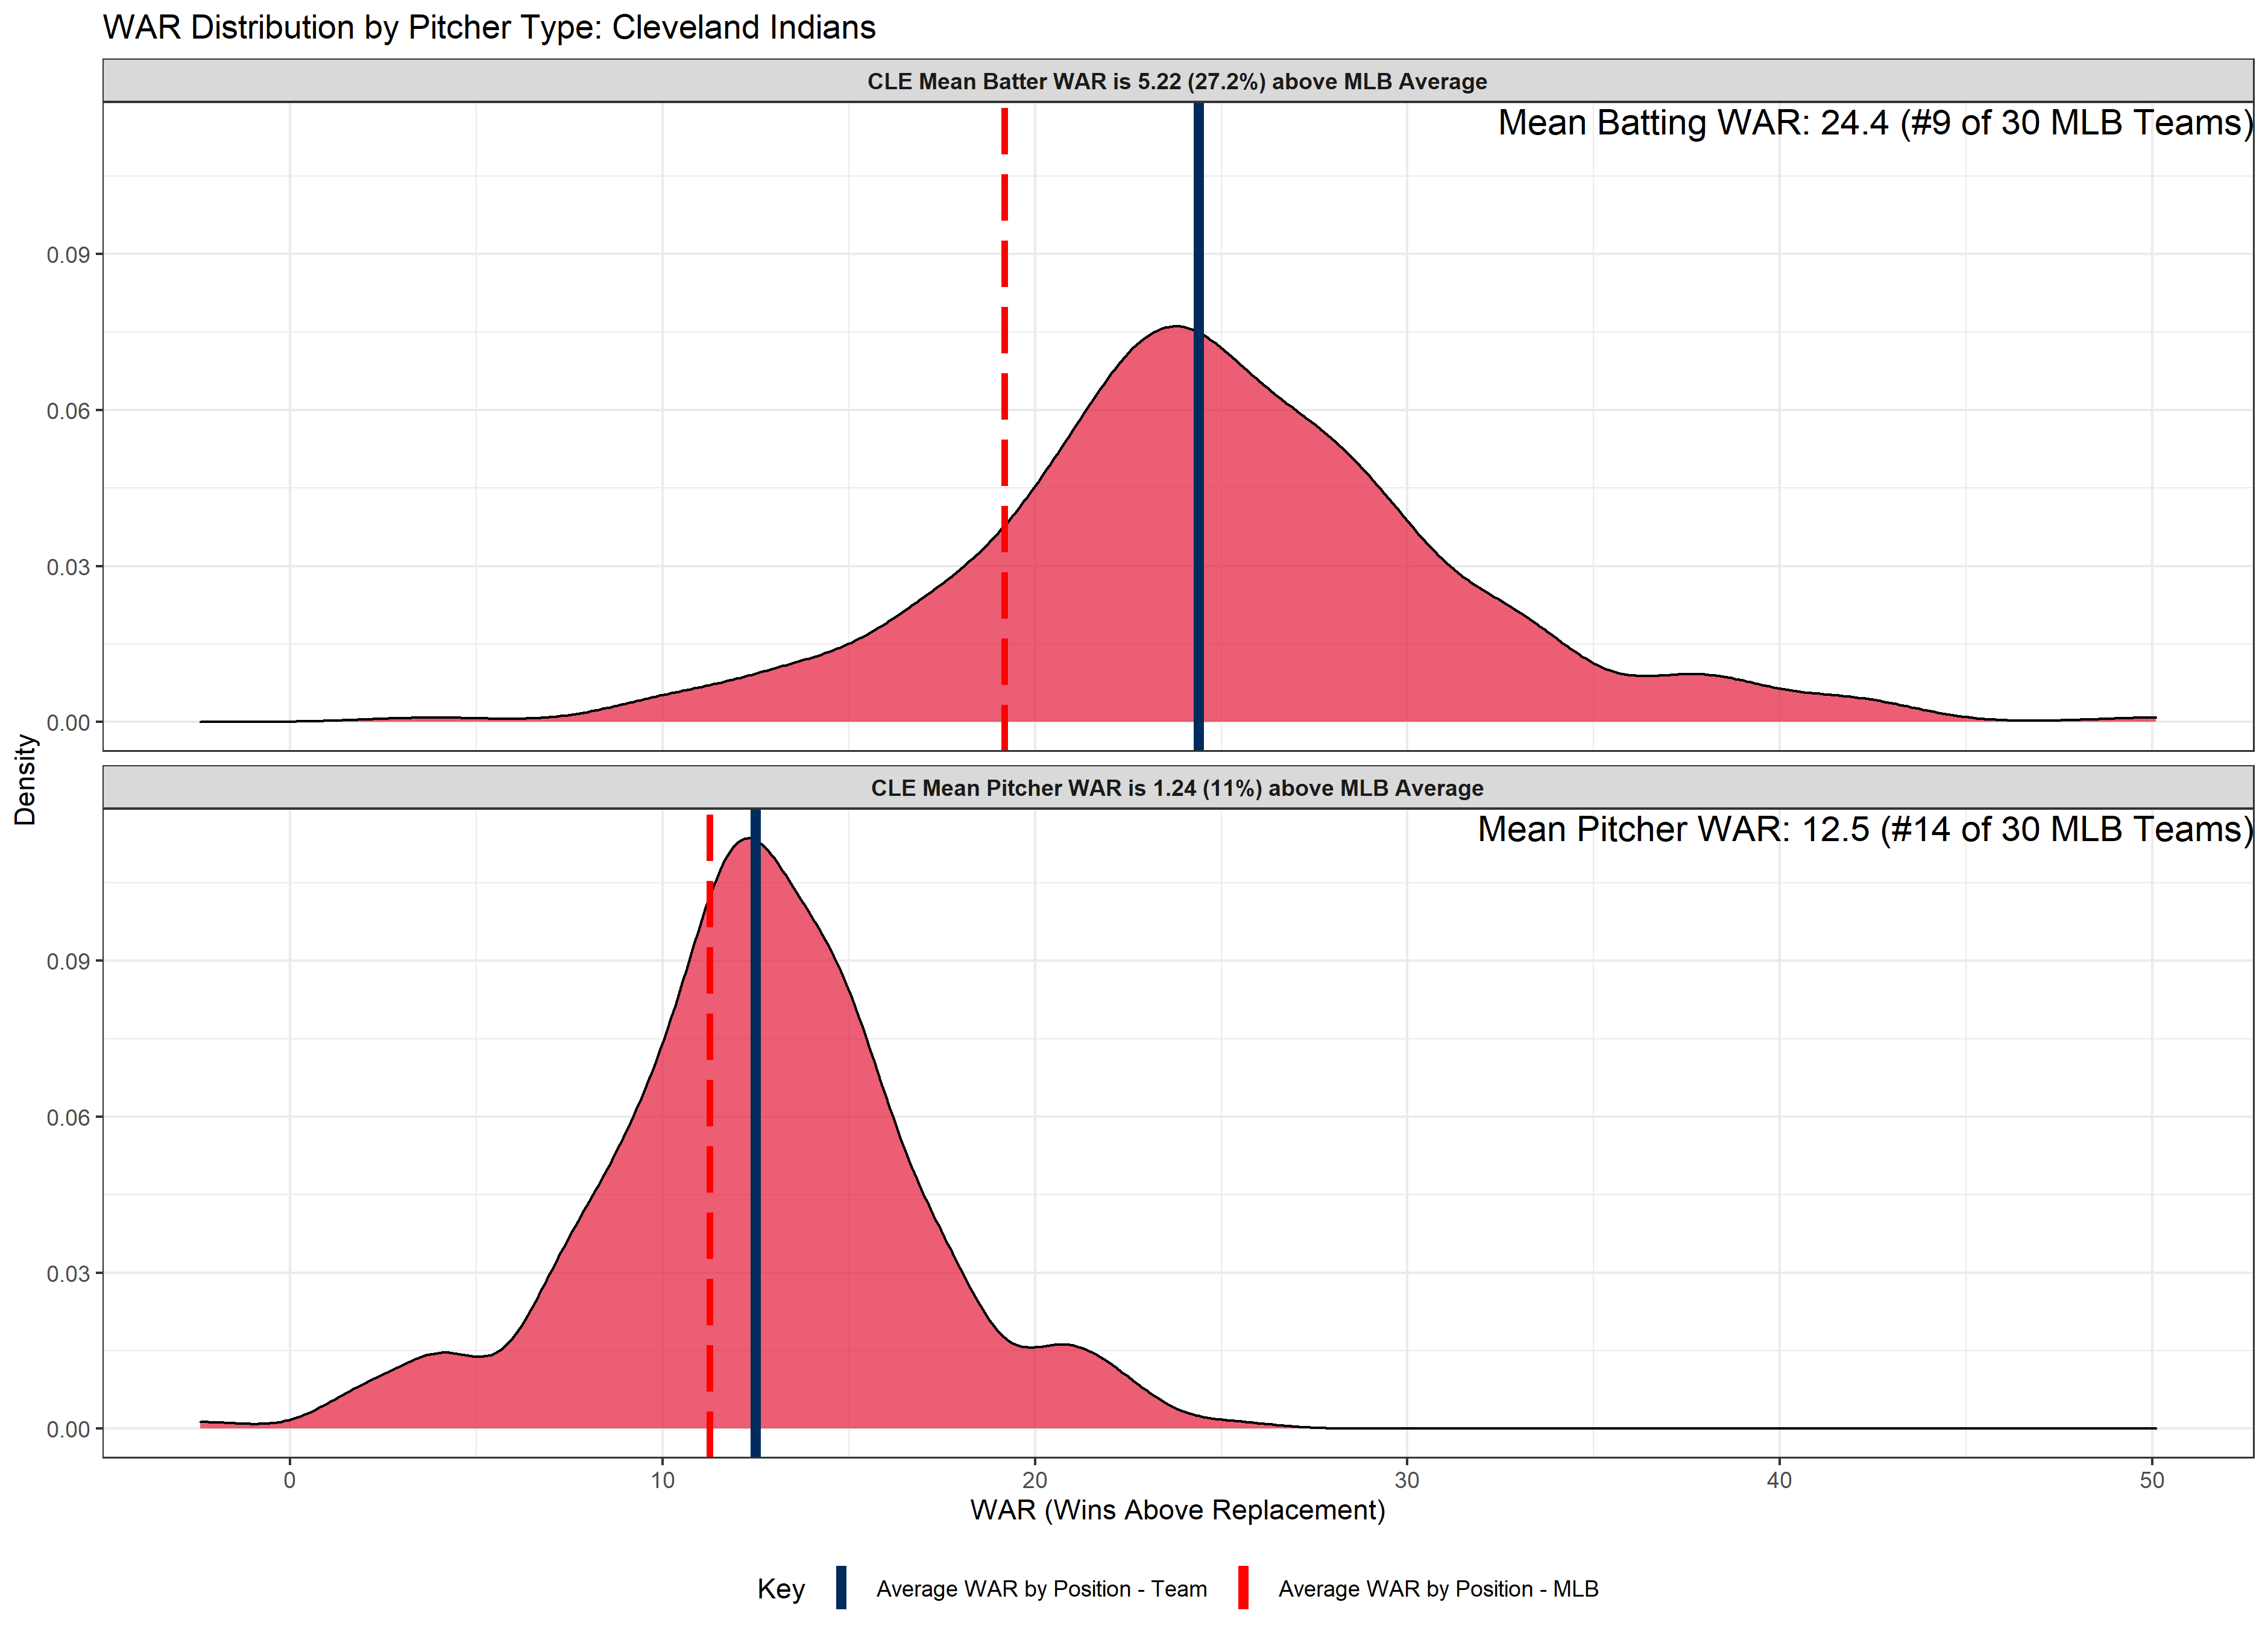 WAR Distribution by Pitcher Type: Cleveland Indians
CLE Mean Batter WAR is 5.22 (27.2%) above MLB Average
Mean Batting WAR: 24.4 (#9 of 30 MLB Teams)
0.09
0.06
0.03
0.00
Density
CLE Mean Pitcher WAR is 1.24 (11%) above MLB Average
Mean Pitcher WAR: 12.5 (#14 of 30 MLB Teams)
0.09
0.06
0.03
0.00
0 10 20 30 40 50
WAR (Wins Above Replacement)
Key Average WAR by Position - Team Average WAR by Position - MLB